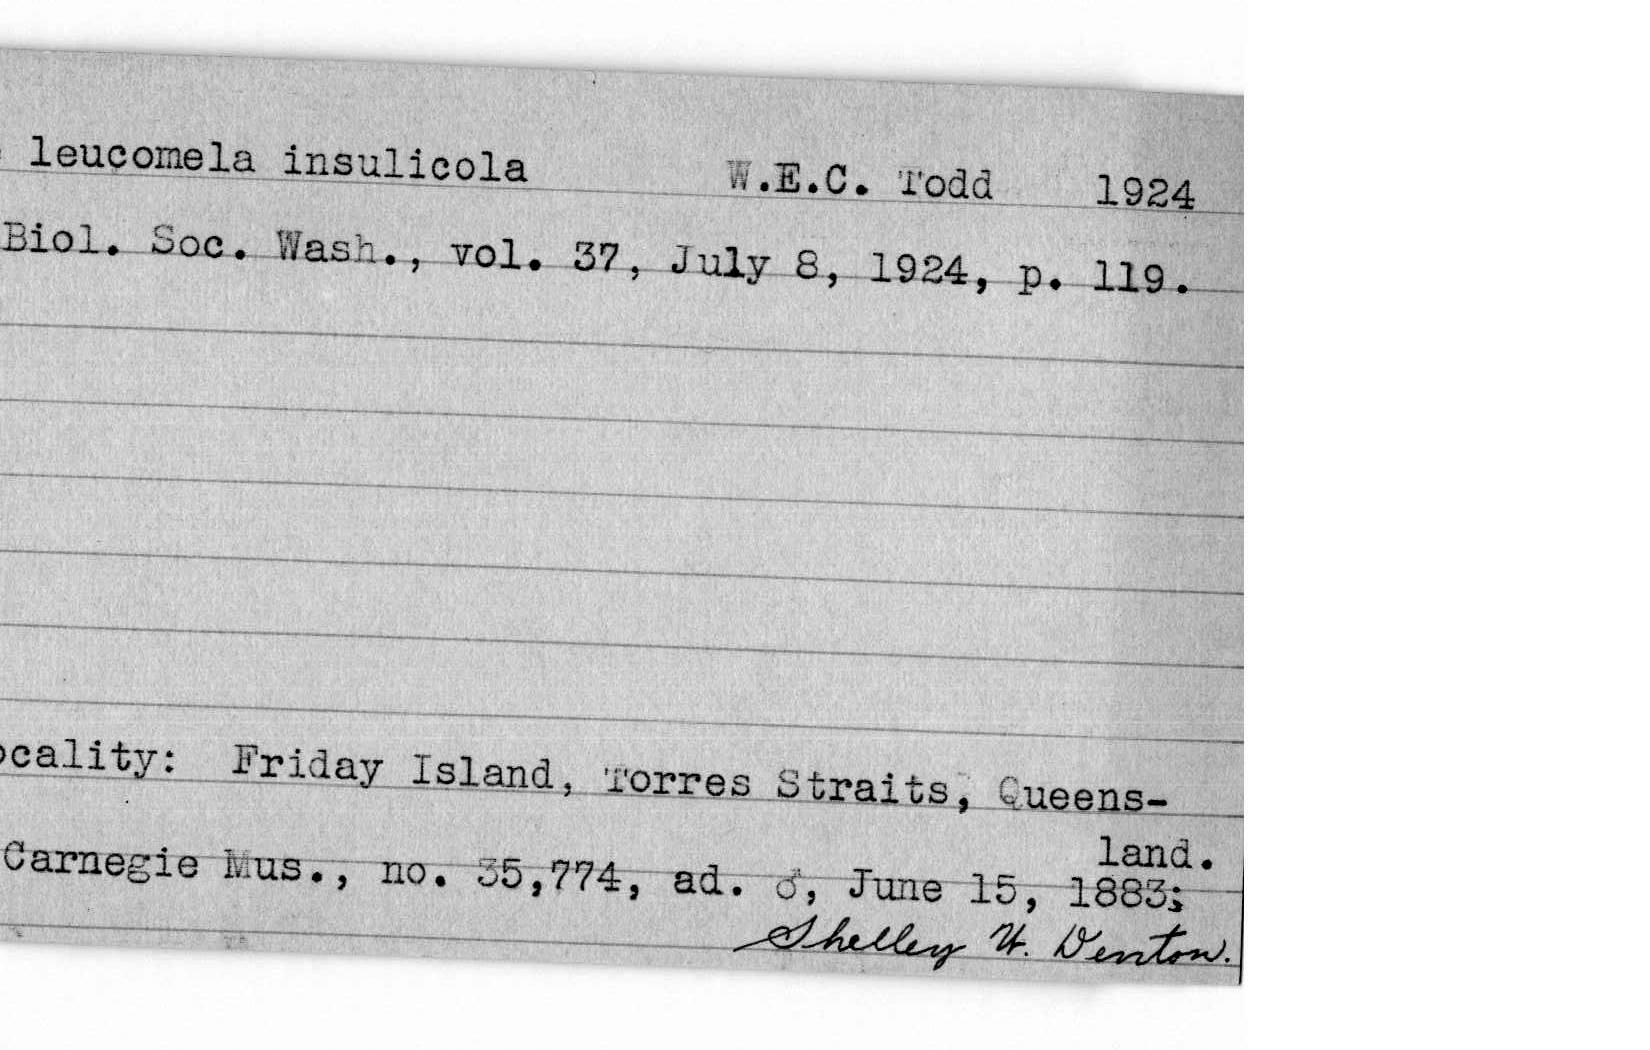 leucomela insulicola W.E.C. Todd 1924
Biol. Soc. Wash., vol. 37, July 8, 1924, p. 119.
ocality: Friday Island, Torres Straits, Queens-
land.
Carnegie Mus., no. 35,774, ad. ♂, June 15, 1883;
Shelley W. Denton.